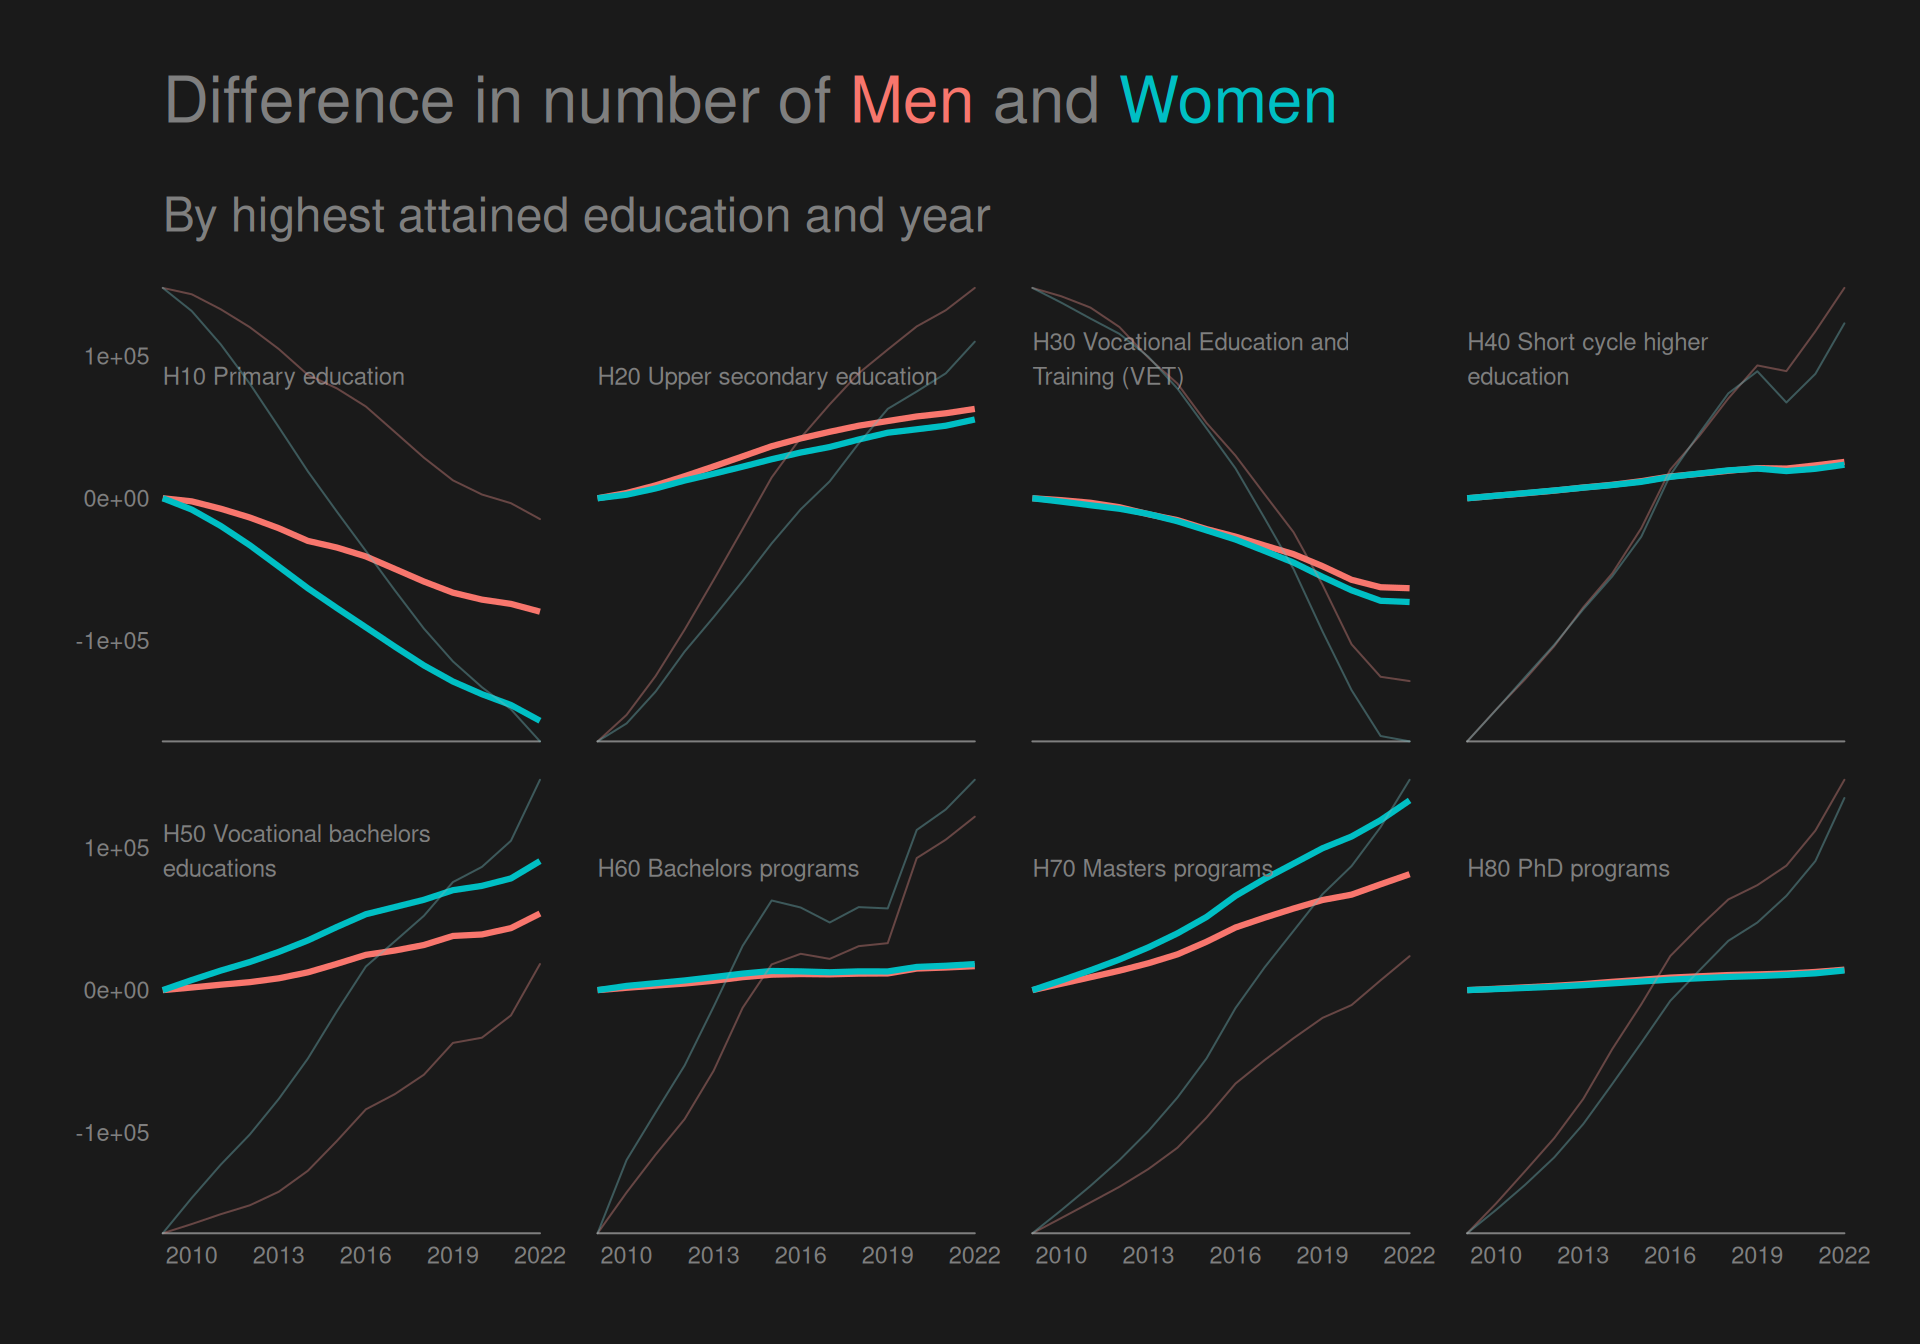 Difference in number of Men and Women
By highest attained education and year
1e+05
0e+00
-1e+05
H10 Primary education
H20 Upper secondary education
H30 Vocational Education and
Training (VET)
H40 Short cycle higher
education
1e+05
0e+00
-1e+05
H50 Vocational bachelors
educations
H60 Bachelors programs
H70 Masters programs
H80 PhD programs
2010 2013 2016 2019 2022
2010 2013 2016 2019 2022
2010 2013 2016 2019 2022
2010 2013 2016 2019 2022